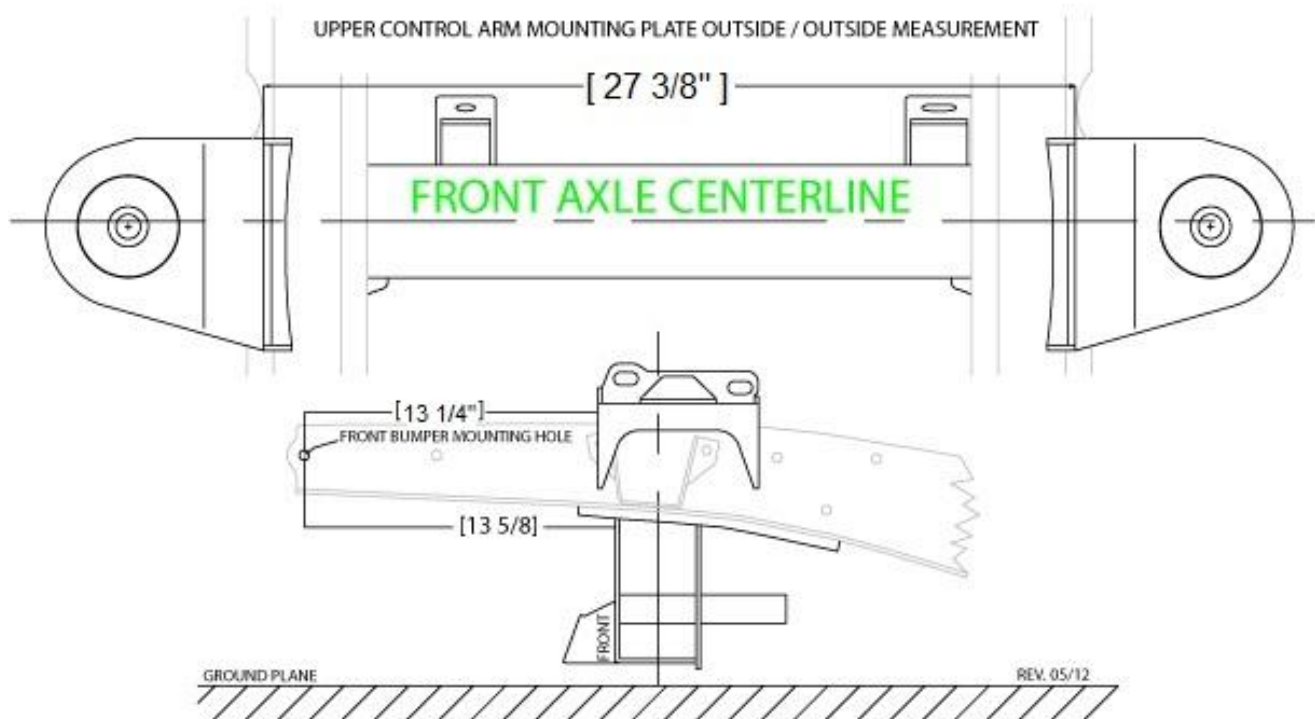 UPPER CONTROL ARM MOUNTING PLATE OUTSIDE / OUTSIDE MEASUREMENT
[ 27 3/8" ]
FRONT AXLE CENTERLINE
[13 1/4"]
FRONT BUMPER MOUNTING HOLE
[13 5/8]
FRONT
GROUND PLANE
REV. 05/12